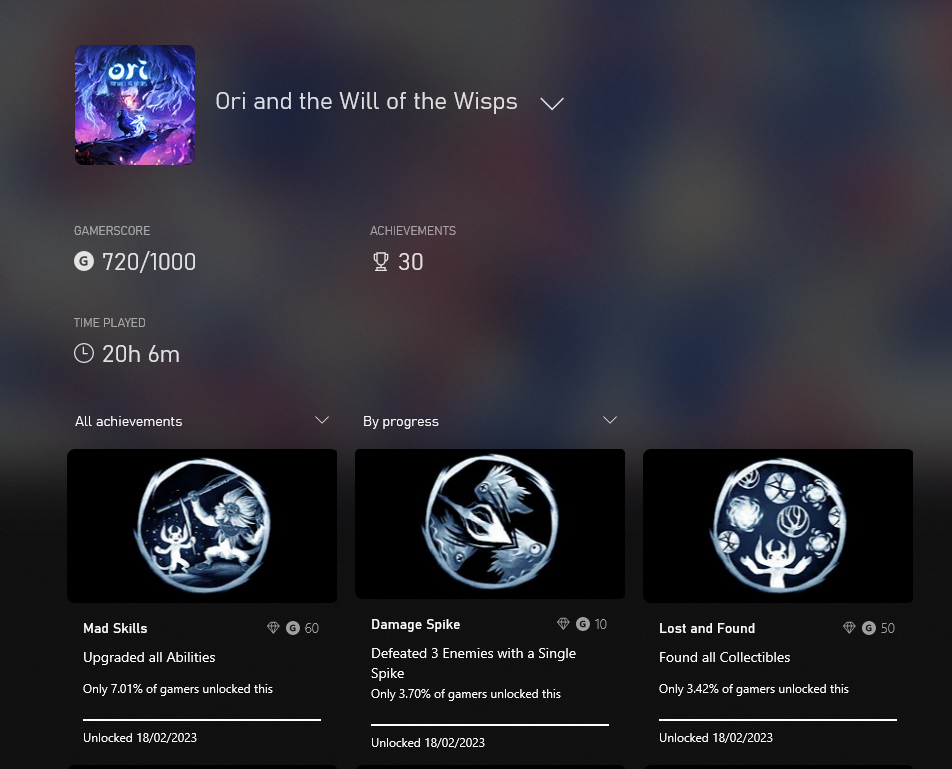 ori
Ori and the Will of the Wisps
GAMERSCORE
G 720/1000
ACHIEVEMENTS
30
TIME PLAYED
20h 6m
All achievements
By progress
Mad Skills
G 60
Upgraded all Abilities
Only 7.01% of gamers unlocked this
Unlocked 18/02/2023
Damage Spike
G 10
Defeated 3 Enemies with a Single
Spike
Only 3.70% of gamers unlocked this
Unlocked 18/02/2023
Lost and Found
G 50
Found all Collectibles
Only 3.42% of gamers unlocked this
Unlocked 18/02/2023